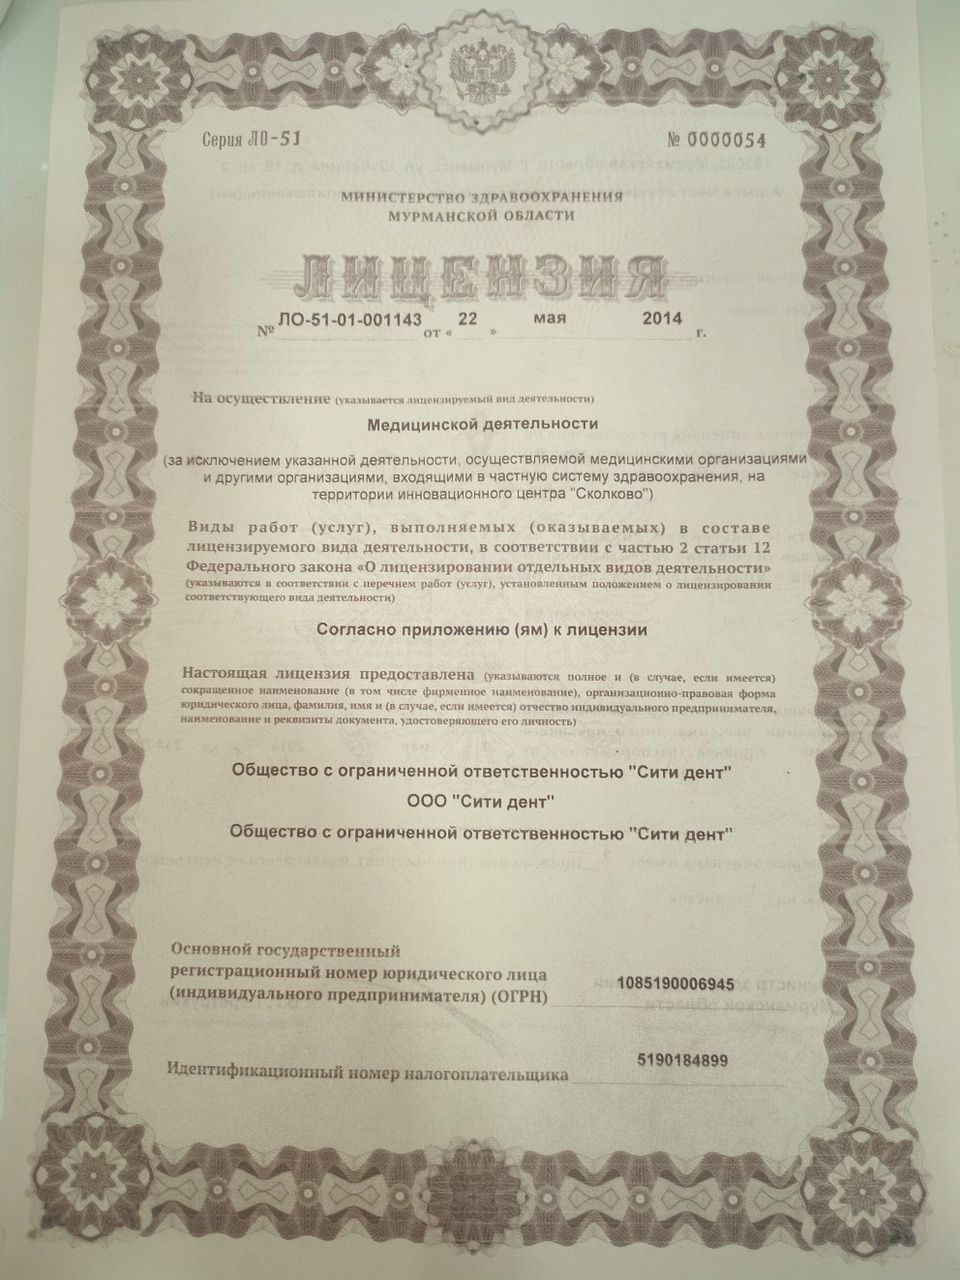 Серия ЛО-51
№ 0000054
МИНИСТЕРСТВО ЗДРАВООХРАНЕНИЯ
МУРМАНСКОЙ ОБЛАСТИ
ЛИЦЕНЗИЯ
№ ЛО-51-01-001143 от « 22 » мая 2014 г.
На осуществление (указывается лицензируемый вид деятельности)
Медицинской деятельности
(за исключением указанной деятельности, осуществляемой медицинскими организациями
и другими организациями, входящими в частную систему здравоохранения, на
территории инновационного центра "Сколково")
Виды работ (услуг), выполняемых (оказываемых) в составе
лицензируемого вида деятельности, в соответствии с частью 2 статьи 12
Федерального закона «О лицензировании отдельных видов деятельности»
(указываются в соответствии с перечнем работ (услуг), установленным положением о лицензировании
соответствующего вида деятельности)
Согласно приложению (ям) к лицензии
Настоящая лицензия предоставлена (указываются полное и (в случае, если имеется)
сокращенное наименование (в том числе фирменное наименование), организационно-правовая форма
юридического лица, фамилия, имя и (в случае, если имеется) отчество индивидуального предпринимателя,
наименование и реквизиты документа, удостоверяющего его личность)
Общество с ограниченной ответственностью "Сити дент"
ООО "Сити дент"
Общество с ограниченной ответственностью "Сити дент"
Основной государственный
регистрационный номер юридического лица
(индивидуального предпринимателя) (ОГРН) 1085190006945
Идентификационный номер налогоплательщика 5190184899